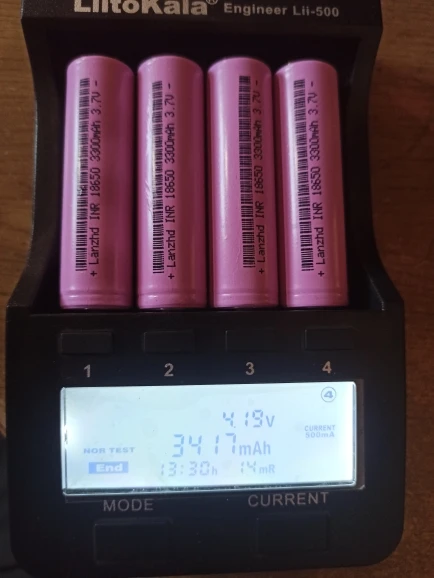 LiitoKala® Engineer Lii-500
+ Lanzhd INR 18650 3300mAh 3.7V -
+ Lanzhd INR 18650 3300mAh 3.7V -
+ Lanzhd INR 18650 3300mAh 3.7V -
+ Lanzhd INR 18650 3300mAh 3.7V -
1 2 3 4
4
4.19v
CURRENT
500mA
3417mAh
NOR TEST
End 13:30h 14mR
MODE CURRENT